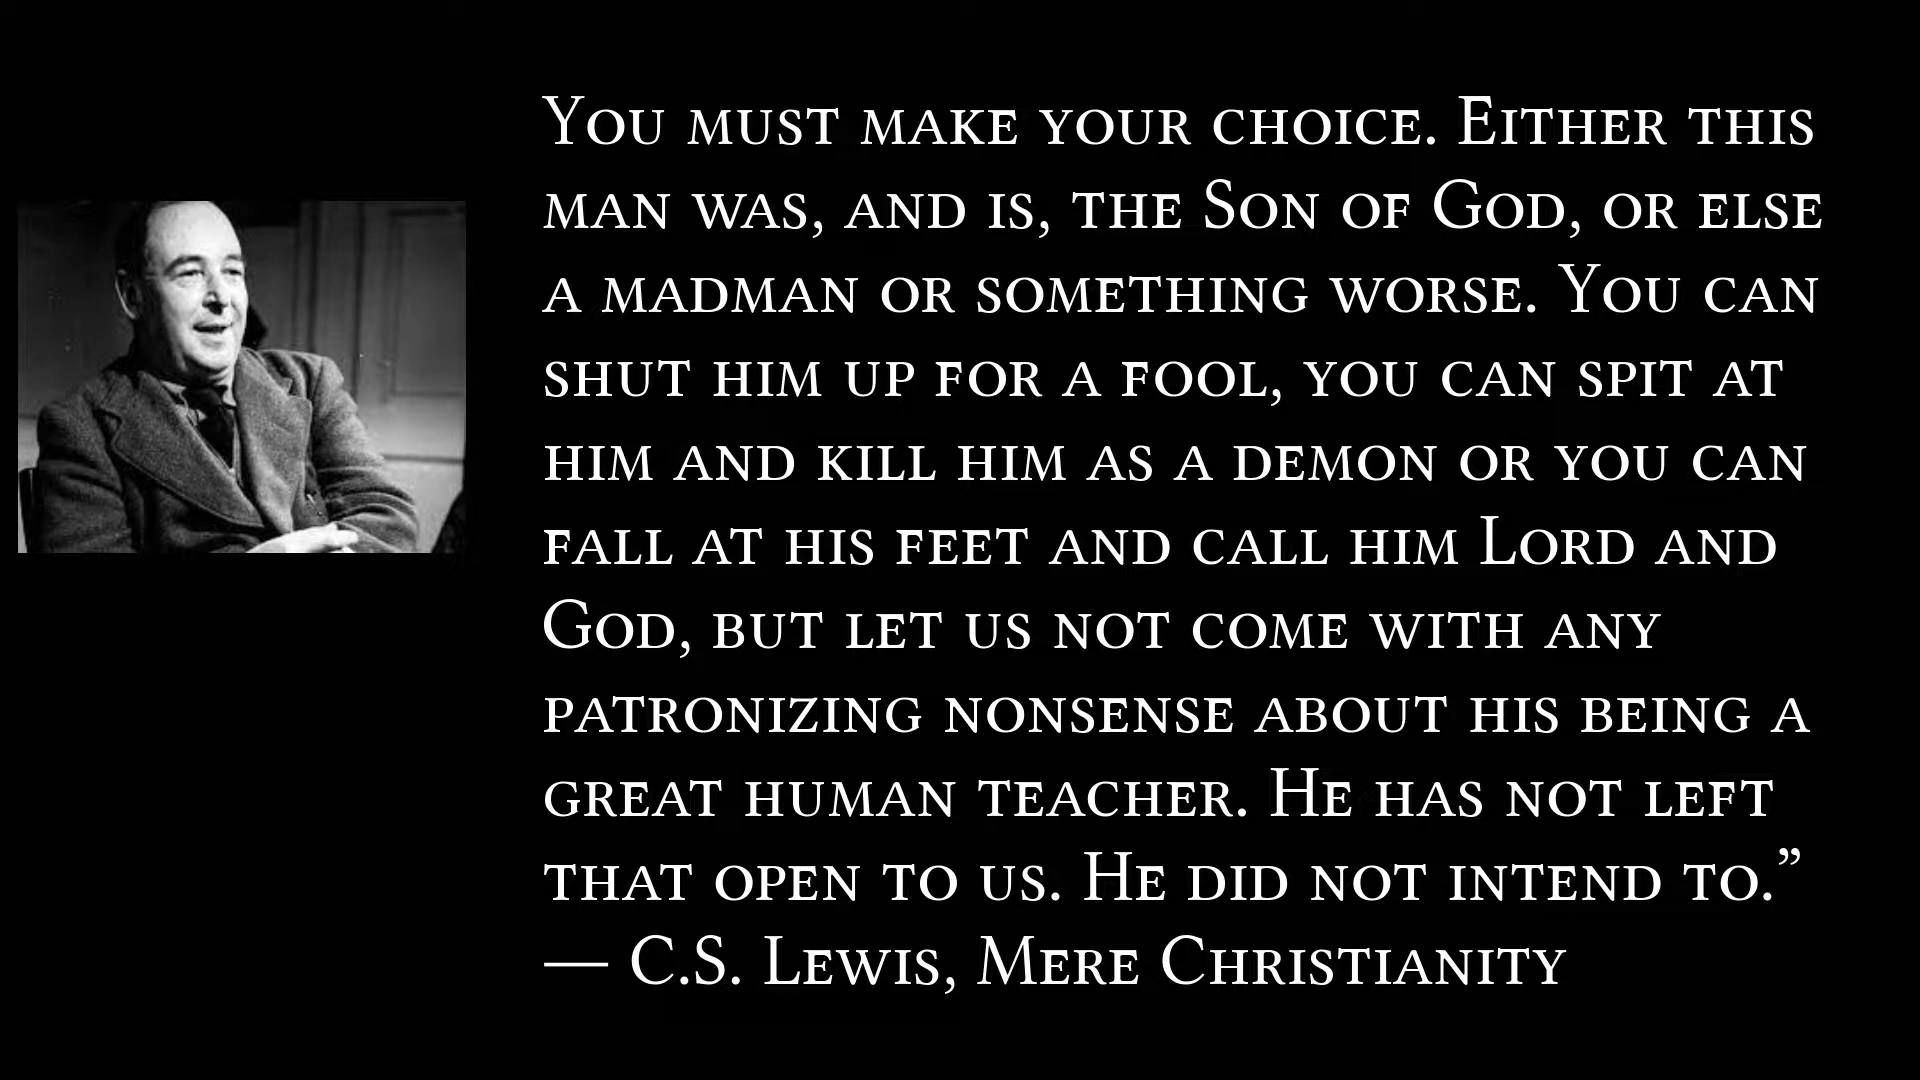 You must make your choice. Either this
man was, and is, the Son of God, or else
a madman or something worse. You can
shut him up for a fool, you can spit at
him and kill him as a demon or you can
fall at his feet and call him Lord and
God, but let us not come with any
patronizing nonsense about his being a
great human teacher. He has not left
that open to us. He did not intend to.”
— C.S. Lewis, Mere Christianity